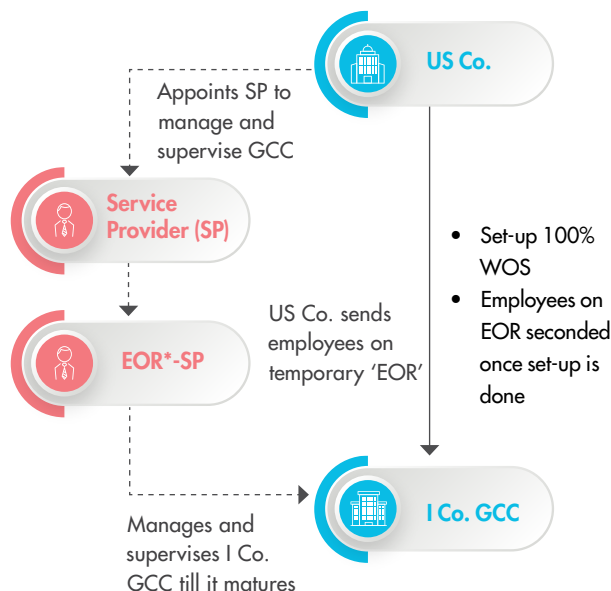 US Co.
Appoints SP to
manage and
supervise GCC
Service
Provider (SP)
• Set-up 100%
WOS
• Employees on
EOR seconded
once set-up is
done
US Co. sends
employees on
temporary ‘EOR’
EOR*-SP
I Co. GCC
Manages and
supervises I Co.
GCC till it matures